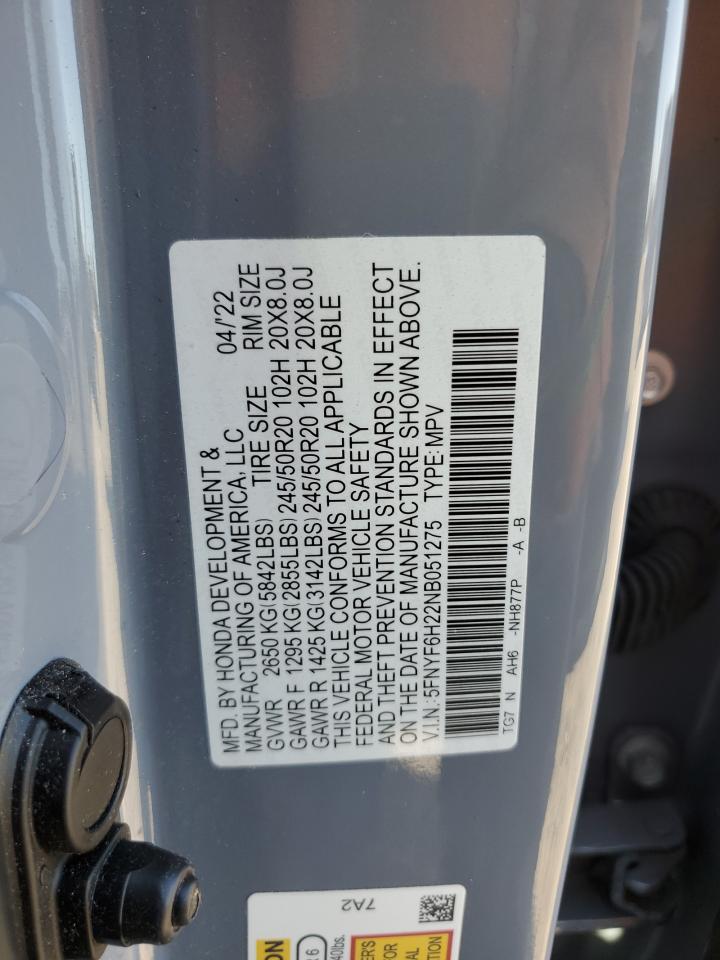 MFD. BY HONDA DEVELOPMENT & 04/'22
MANUFACTURING OF AMERICA, LLC
TIRE SIZE RIM SIZE
GVWR 2650 KG(5842LBS)
GAWR F 1295 KG(2855LBS) 245/50R20 102H 20X8.0J
GAWR R 1425 KG(3142LBS) 245/50R20 102H 20X8.0J
THIS VEHICLE CONFORMS TO ALL APPLICABLE
FEDERAL MOTOR VEHICLE SAFETY
AND THEFT PREVENTION STANDARDS IN EFFECT
ON THE DATE OF MANUFACTURE SHOWN ABOVE.
V.I.N.: 5FNYF6H22NB051275 TYPE: MPV
TG7 N AH6 -NH877P -A -B
7A2